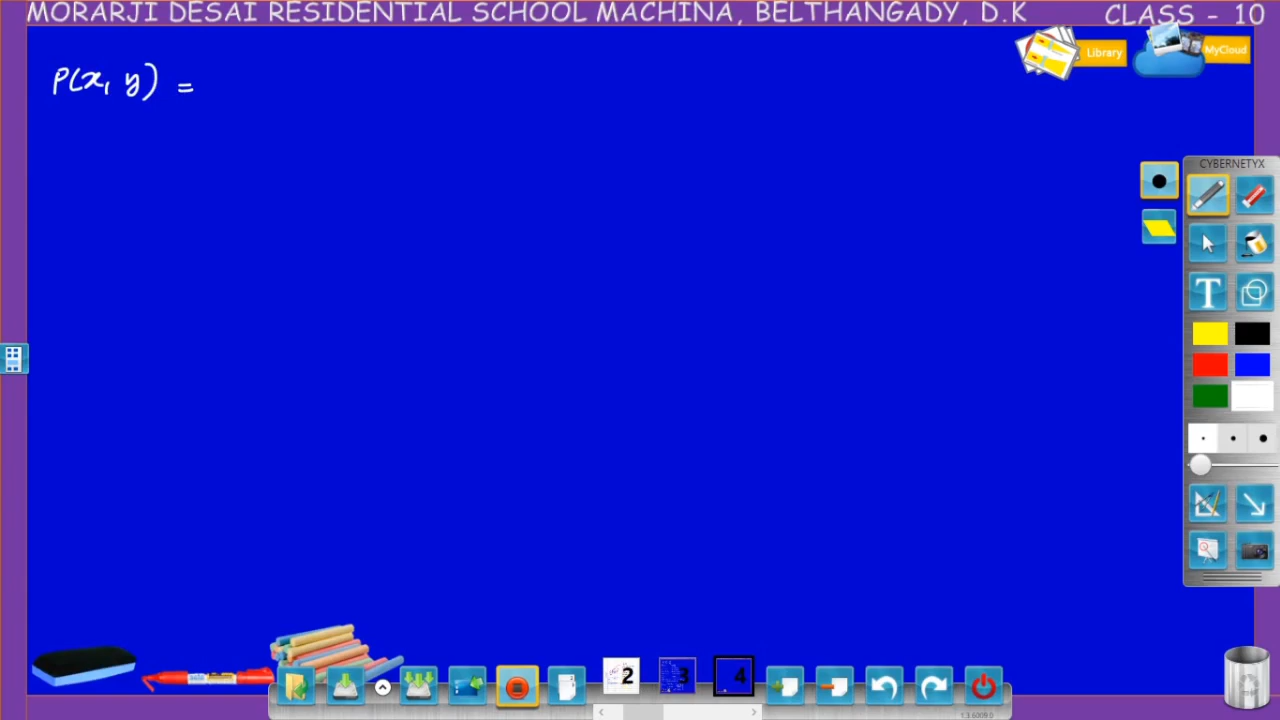 MORARJI DESAI RESIDENTIAL SCHOOL MACHINA, BELTHANGADY, D.K CLASS - 10
Library
MyCloud
P(x, y) =
CYBERNETYX
T
2
3
4